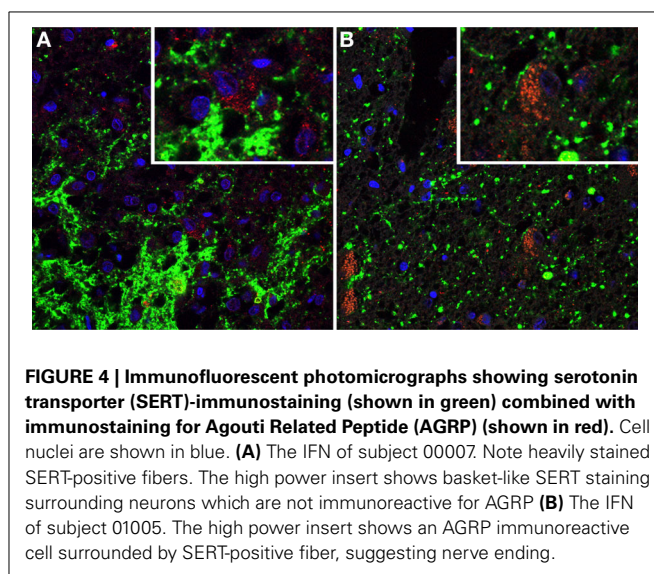 A
B
FIGURE 4 | Immunofluorescent photomicrographs showing serotonin
transporter (SERT)-immunostaining (shown in green) combined with
immunostaining for Agouti Related Peptide (AGRP) (shown in red). Cell
nuclei are shown in blue. (A) The IFN of subject 00007. Note heavily stained
SERT-positive fibers. The high power insert shows basket-like SERT staining
surrounding neurons which are not immunoreactive for AGRP (B) The IFN
of subject 01005. The high power insert shows an AGRP immunoreactive
cell surrounded by SERT-positive fiber, suggesting nerve ending.